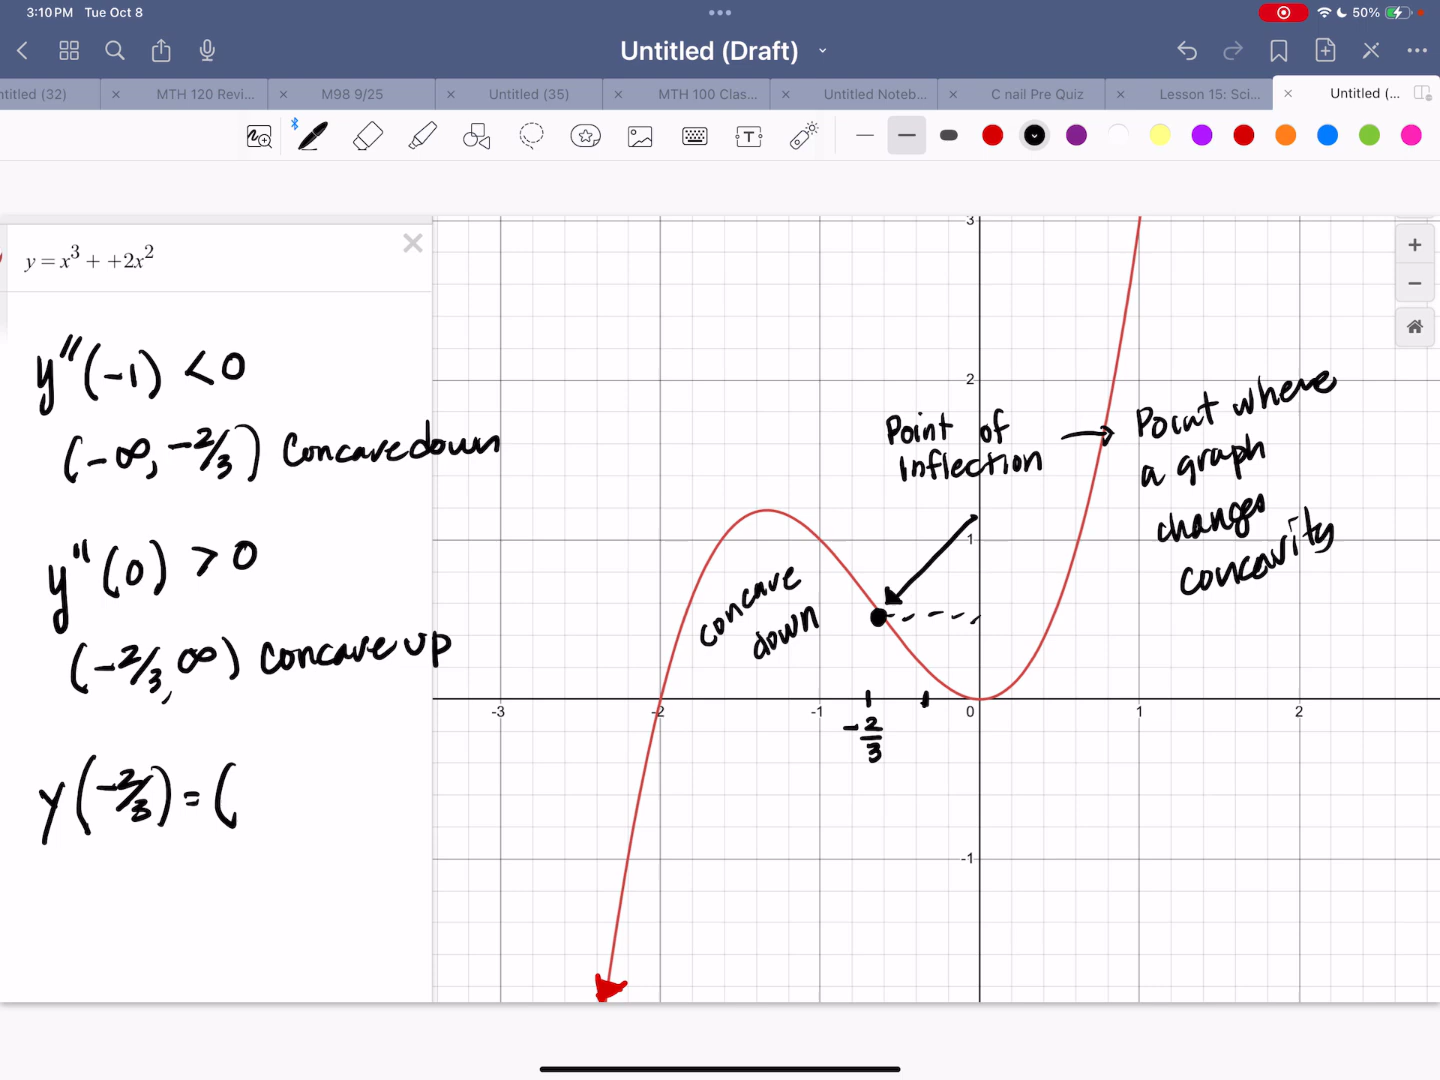 3:10 PM Tue Oct 8
50%
Untitled (Draft)
ntitled (32)
MTH 120 Revi...
M98 9/25
Untitled (35)
MTH 100 Clas...
Untitled Noteb...
C nail Pre Quiz
Lesson 15: Sci...
Untitled (...
y = x³ + +2x²
y''(-1) < 0
(-∞, -2/3) Concave down
y''(0) > 0
(-2/3, ∞) Concave up
y(-2/3) = (
Point of
Inflection
→ Point where
a graph
changes
concavity
concave
down
3
2
1
-3
-2
-1
0
1
2
-2/3
-1